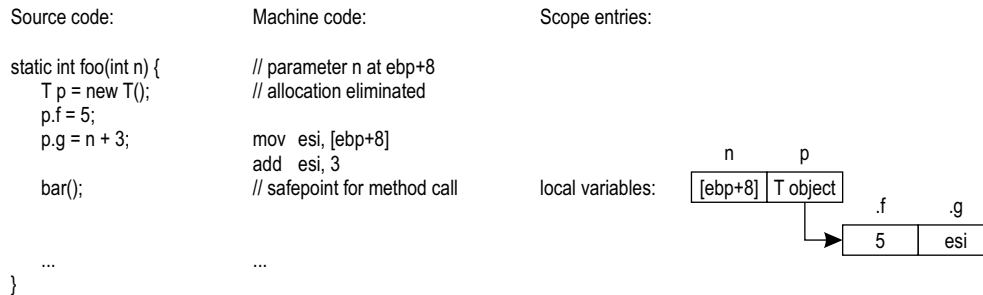 Source code: Machine code: Scope entries:
static int foo(int n) { // parameter n at ebp+8
T p = new T(); // allocation eliminated
p.f = 5;
p.g = n + 3; mov esi, [ebp+8]
add esi, 3
n p
bar(); // safepoint for method call local variables: [ebp+8] T object
.f .g
5 esi
... ...
}